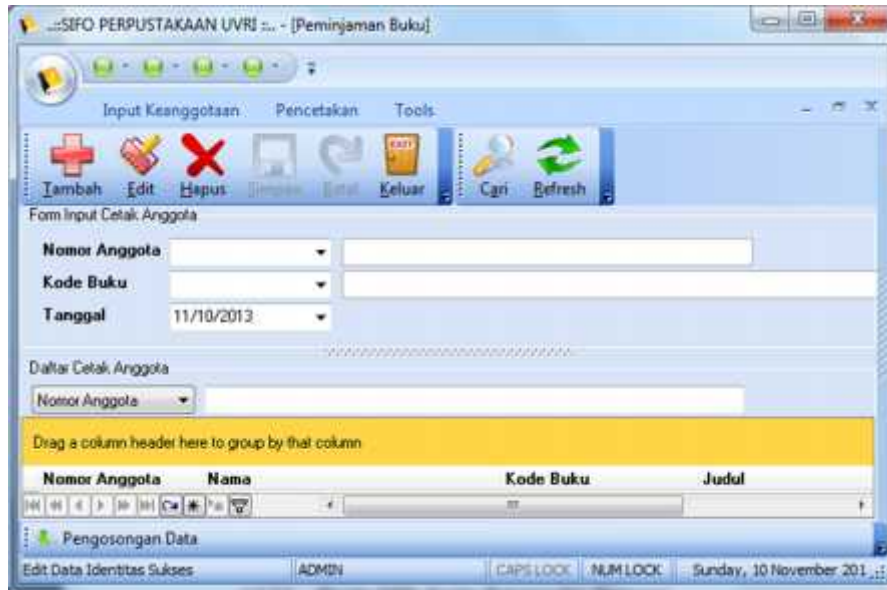 ..::SIFO PERPUSTAKAAN UVRI ::.. - [Peminjaman Buku]
Input Keanggotaan Pencetakan Tools
Tambah Edit Hapus Simpan Batal Keluar Cari Refresh
Form Input Cetak Anggota
Nomor Anggota
Kode Buku
Tanggal 11/10/2013
Daftar Cetak Anggota
Nomor Anggota
Drag a column header here to group by that column
Nomor Anggota Nama Kode Buku Judul
Pengosongan Data
Edit Data Identitas Sukses ADMIN CAPS LOCK NUM LOCK Sunday, 10 November 201